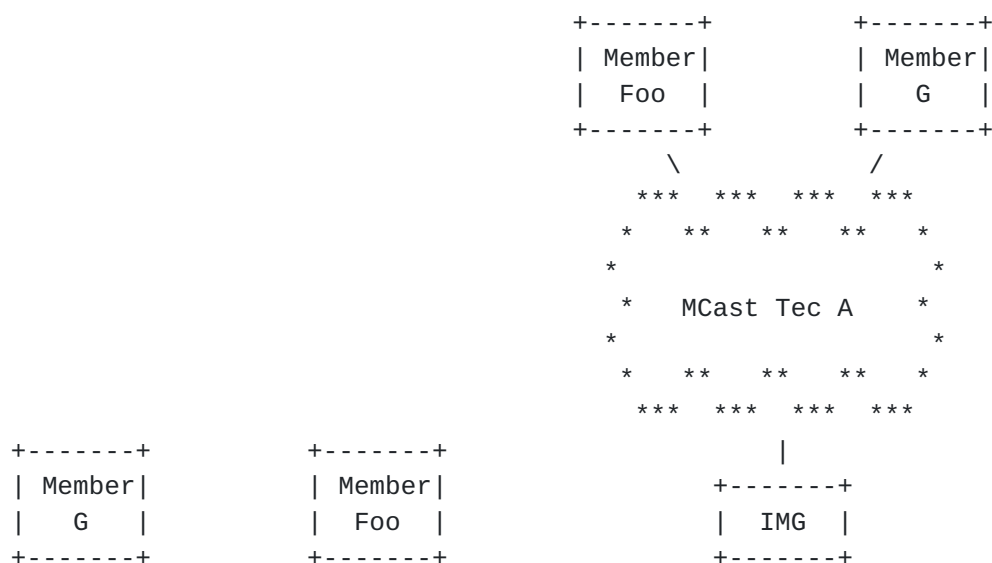 +-------+         +-------+
| Member|         | Member|
|  Foo  |         |   G   |
+-------+         +-------+
\            /
***  ***  ***  ***
*   **   **   **   *
*                    *
*   MCast Tec A    *
*                    *
*   **   **   **   *
***  ***  ***  ***
+-------+          +-------+                     |
| Member|          | Member|                 +-------+
|   G   |          |  Foo  |                 |  IMG  |
+-------+          +-------+                 +-------+